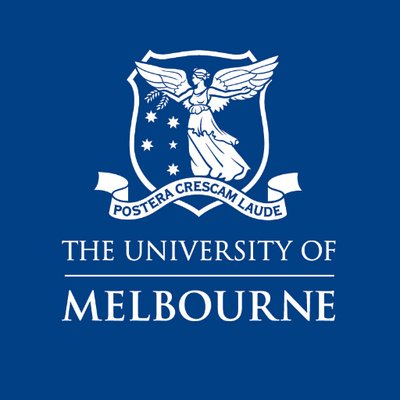 POSTERA CRESCAM LAUDE
THE UNIVERSITY OF
MELBOURNE